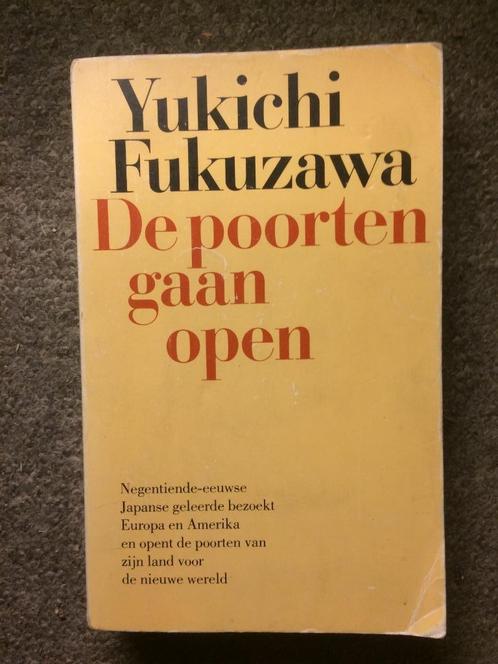 Yukichi
Fukuzawa
De poorten
gaan
open
Negentiende-eeuwse
Japanse geleerde bezoekt
Europa en Amerika
en opent de poorten van
zijn land voor
de nieuwe wereld